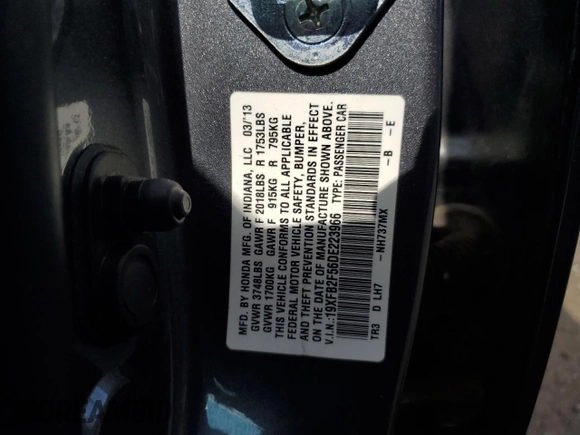 MFD. BY HONDA MFG. OF INDIANA, LLC 03/13
GVWR 3748LBS GAWR F 2018LBS R 1753LBS
GVWR 1700KG GAWR F 915KG R 795KG
THIS VEHICLE CONFORMS TO ALL APPLICABLE
FEDERAL MOTOR VEHICLE SAFETY, BUMPER,
AND THEFT PREVENTION STANDARDS IN EFFECT
ON THE DATE OF MANUFACTURE SHOWN ABOVE.
V.I.N.: 19XFB2F56DE223966 TYPE: PASSENGER CAR
TR3 D LH7 – NH737MX – B – E